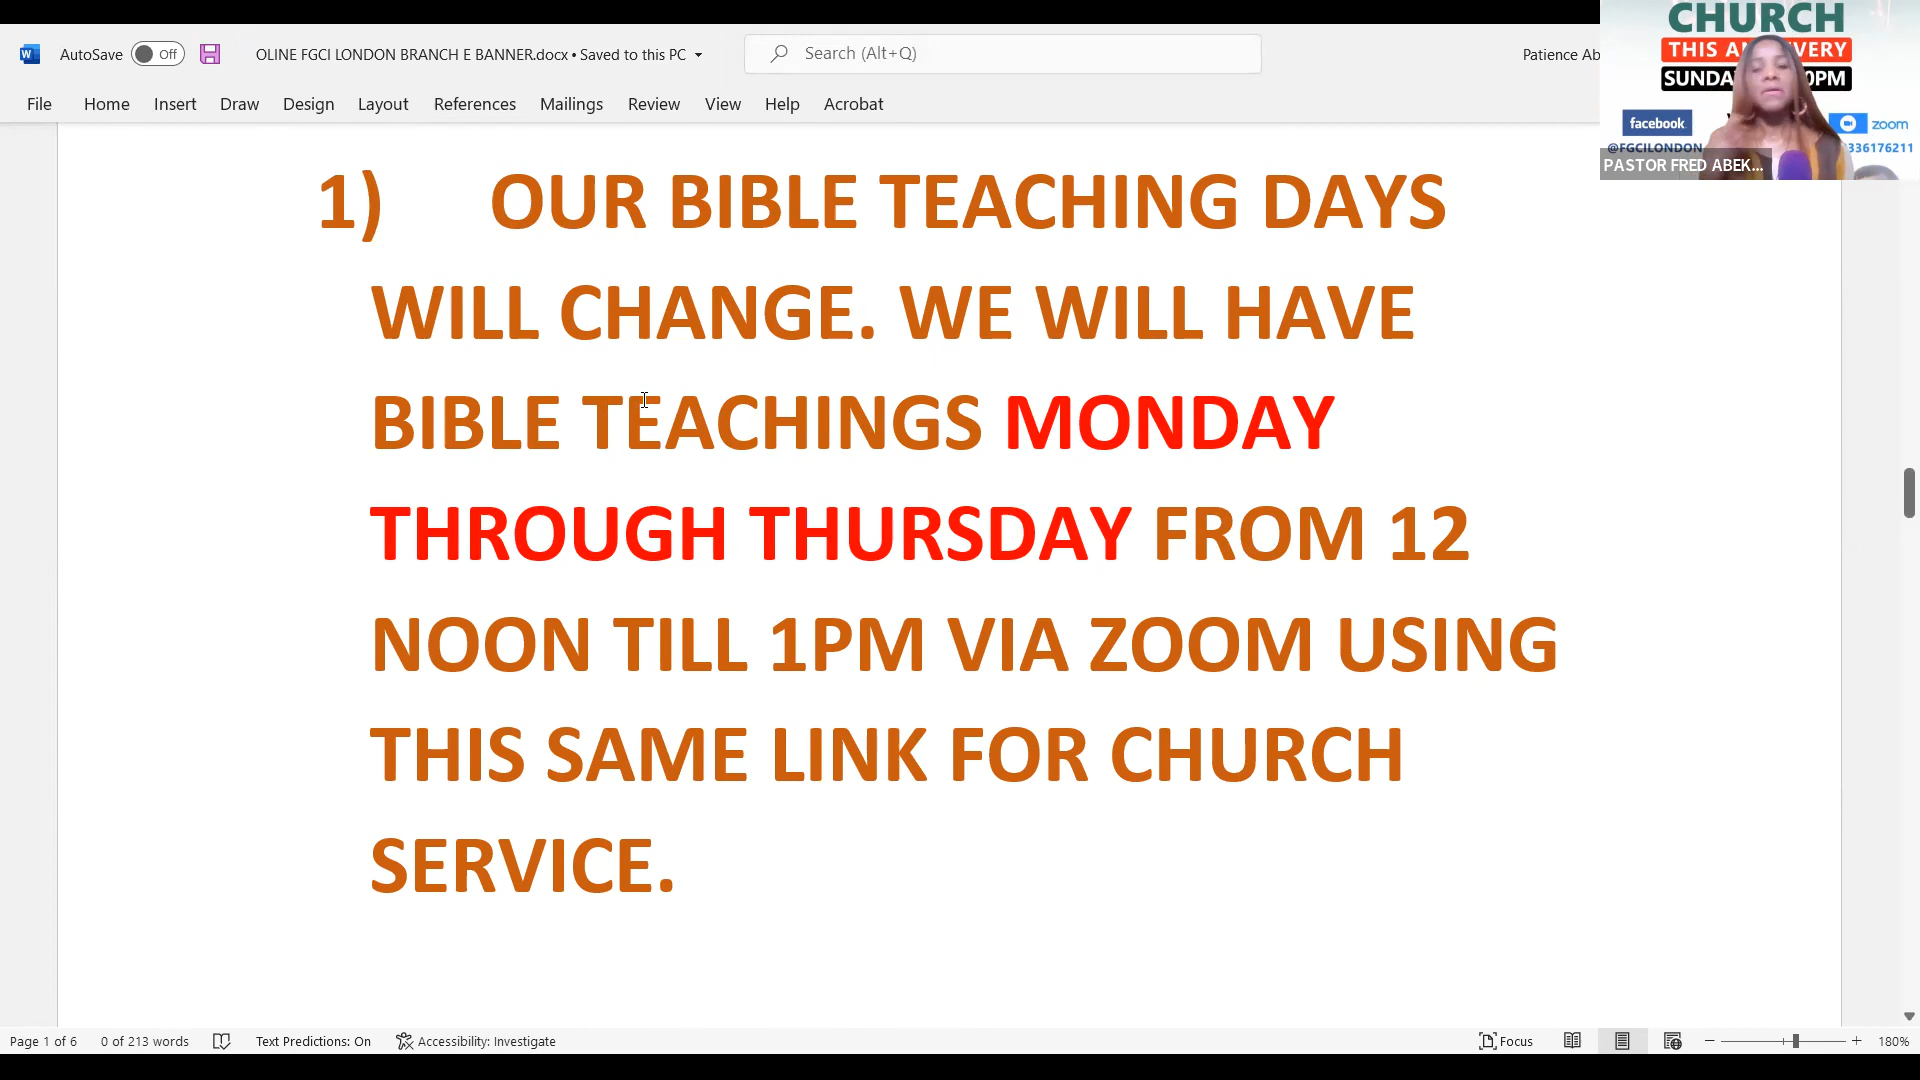 AutoSave Off OLINE FGCI LONDON BRANCH E BANNER.docx • Saved to this PC Search (Alt+Q) Patience Ab
File Home Insert Draw Design Layout References Mailings Review View Help Acrobat
CHURCH
SUNDA
facebook
zoom
@FGCILONDON
336176211
PASTOR FRED ABEK...
1) OUR BIBLE TEACHING DAYS
WILL CHANGE. WE WILL HAVE
BIBLE TEACHINGS MONDAY
THROUGH THURSDAY FROM 12
NOON TILL 1PM VIA ZOOM USING
THIS SAME LINK FOR CHURCH
SERVICE.
Page 1 of 6 0 of 213 words Text Predictions: On Accessibility: Investigate Focus 180%